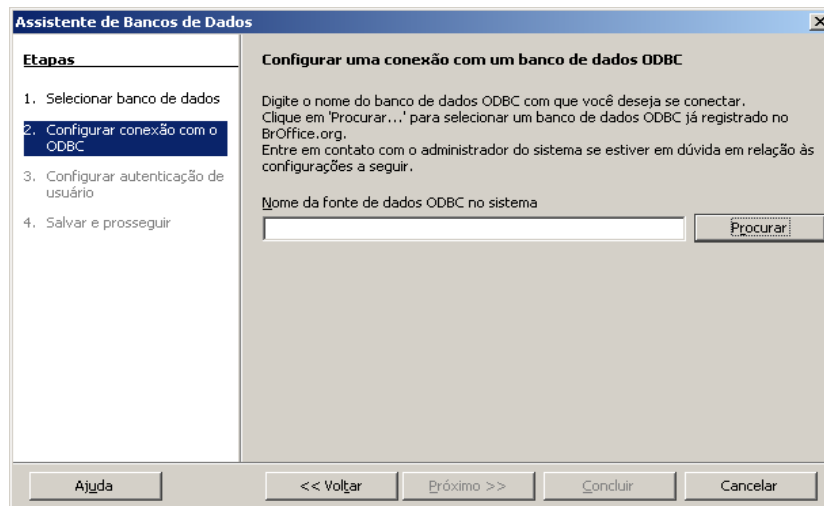 Assistente de Bancos de Dados
Etapas
1. Selecionar banco de dados
2. Configurar conexão com o
ODBC
3. Configurar autenticação de
usuário
4. Salvar e prosseguir
Configurar uma conexão com um banco de dados ODBC
Digite o nome do banco de dados ODBC com que você deseja se conectar.
Clique em 'Procurar...' para selecionar um banco de dados ODBC já registrado no
BrOffice.org.
Entre em contato com o administrador do sistema se estiver em dúvida em relação às
configurações a seguir.
Nome da fonte de dados ODBC no sistema
Procurar
Ajuda
<< Voltar
Próximo >>
Concluir
Cancelar